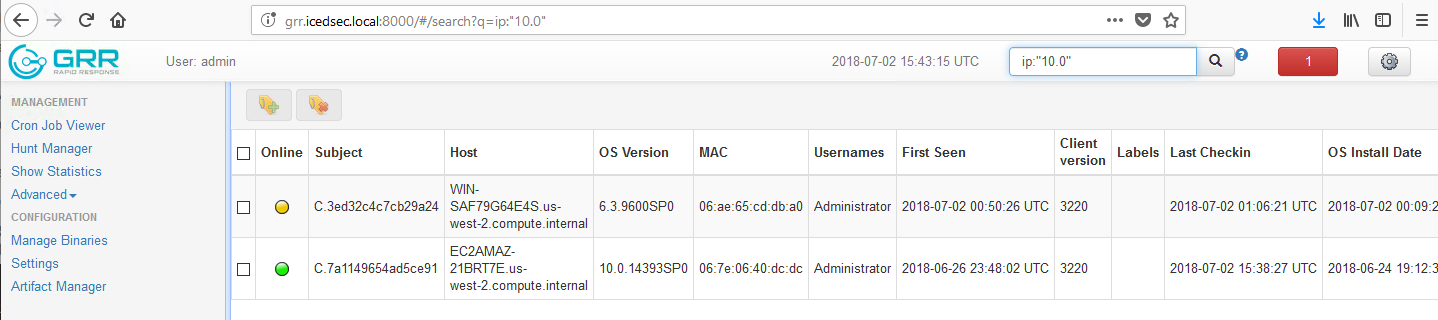 grr.icedsec.local:8000/#/search?q=ip:"10.0"
GRR
RAPID RESPONSE
User: admin
2018-07-02 15:43:15 UTC
ip:"10.0"
?
1
MANAGEMENT
Cron Job Viewer
Hunt Manager
Show Statistics
Advanced
CONFIGURATION
Manage Binaries
Settings
Artifact Manager
Online Subject Host OS Version MAC Usernames First Seen Client version Labels Last Checkin OS Install Date
C.3ed32c4c7cb29a24
WIN-
SAF79G64E4S.us-
west-2.compute.internal
6.3.9600SP0 06:ae:65:cd:db:a0 Administrator 2018-07-02 00:50:26 UTC 3220 2018-07-02 01:06:21 UTC 2018-07-02 00:09:2
C.7a1149654ad5ce91
EC2AMAZ-
21BRT7E.us-
west-2.compute.internal
10.0.14393SP0 06:7e:06:40:dc:dc Administrator 2018-06-26 23:48:02 UTC 3220 2018-07-02 15:38:27 UTC 2018-06-24 19:12:3